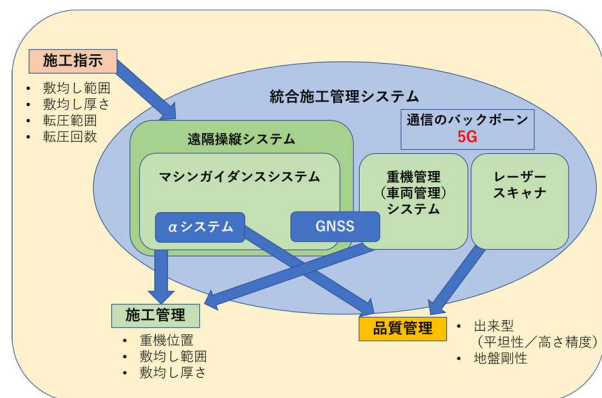 施工指示
• 敷均し範囲
• 敷均し厚さ
• 転圧範囲
• 転圧回数
統合施工管理システム
通信のバックボーン
5G
遠隔操縦システム
マシンガイダンスシステム
αシステム
GNSS
重機管理
（車両管理）
システム
レーザー
スキャナ
施工管理
• 重機位置
• 敷均し範囲
• 敷均し厚さ
品質管理
• 出来型
（平坦性／高さ精度）
• 地盤剛性